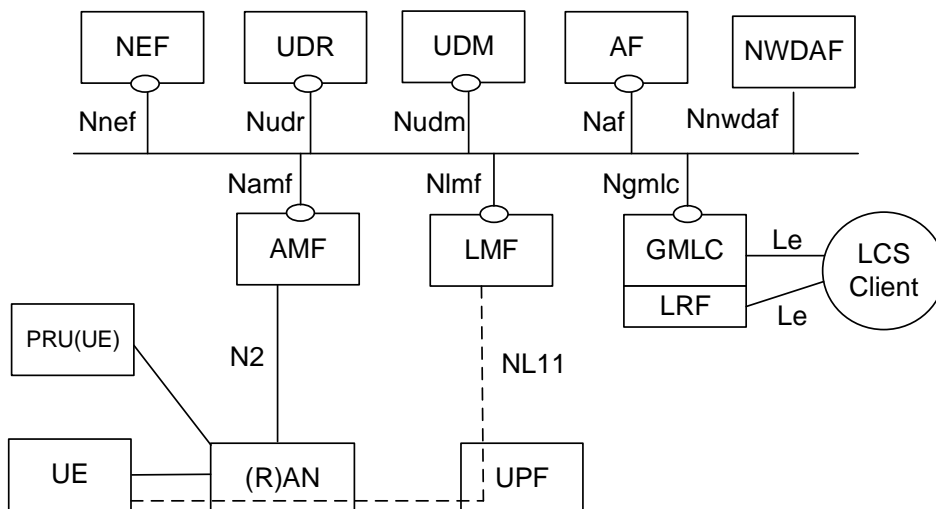 NEF
UDR
UDM
AF
NWDAF
Nnef
Nudr
Nudm
Naf
Nnwdaf
Namf
Nlmf
Ngmlc
AMF
LMF
GMLC
LRF
Le
Le
LCS
Client
PRU(UE)
N2
NL11
UE
(R)AN
UPF